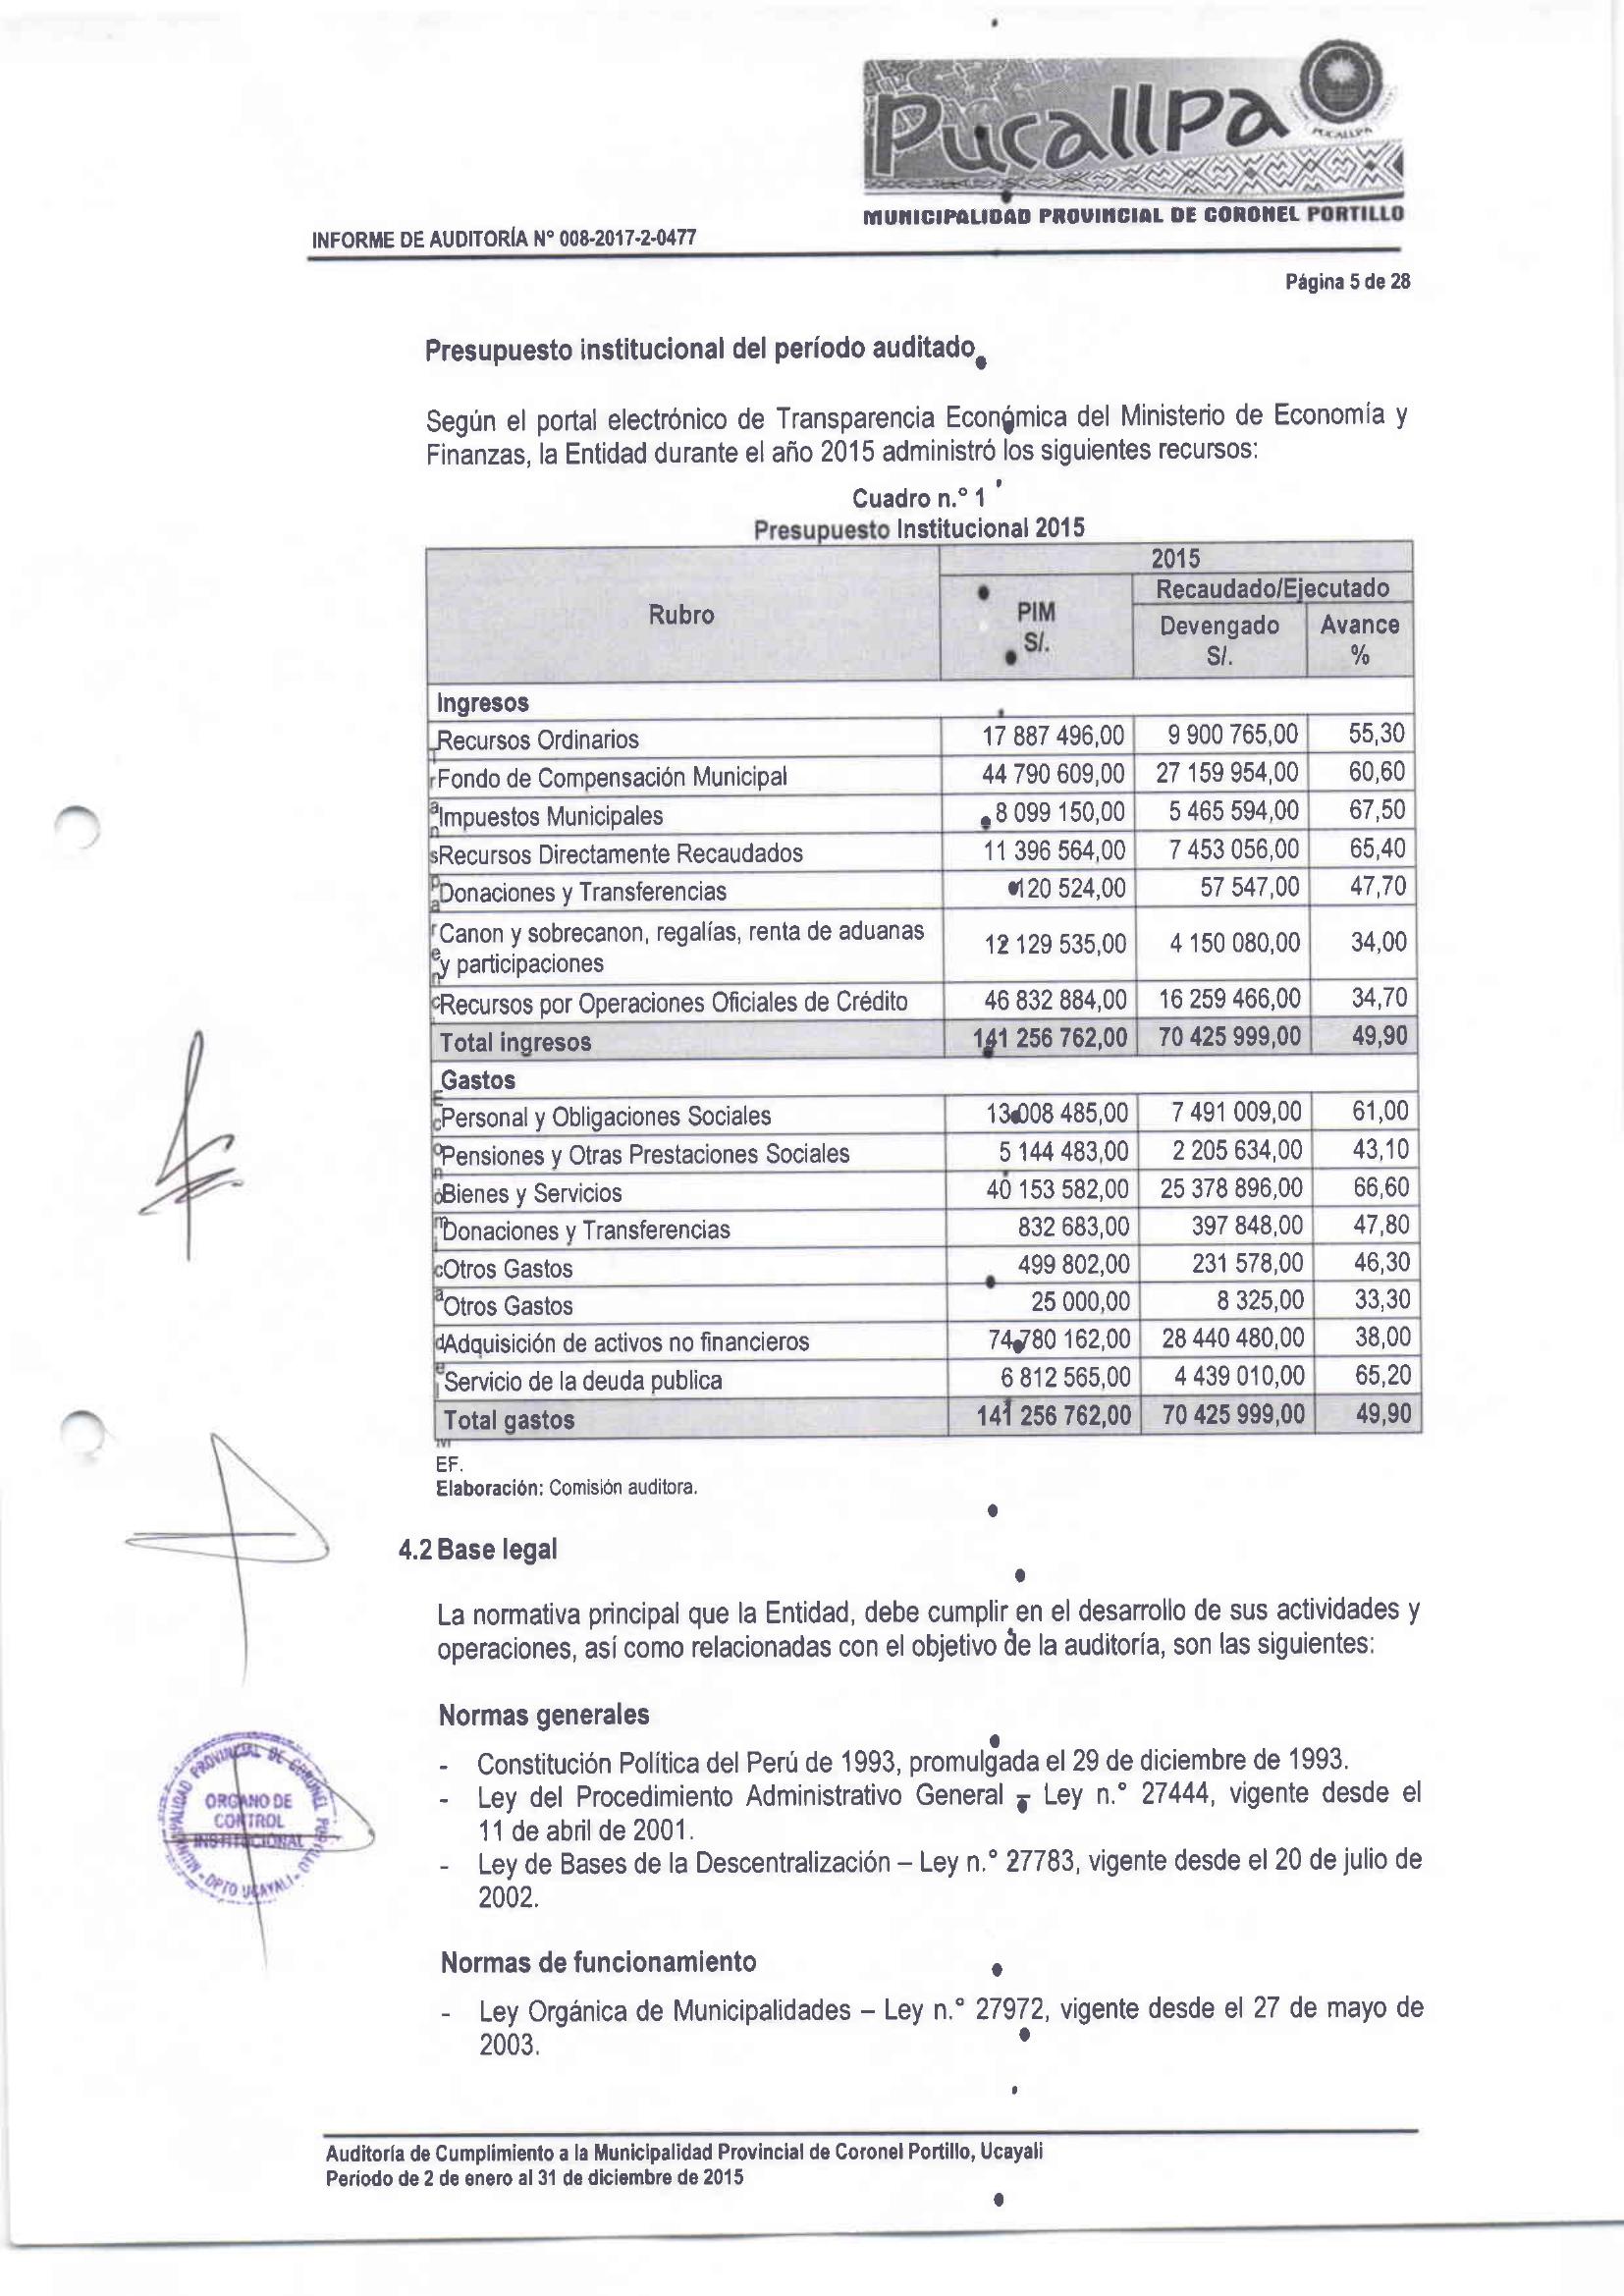 Pucallpa
PUCALLPA
MUNICIPALIDAD PROVINCIAL DE CORONEL PORTILLO
INFORME DE AUDITORÍA N° 008-2017-2-0477
Página 5 de 28
Presupuesto institucional del período auditado
Según el portal electrónico de Transparencia Económica del Ministerio de Economía y
Finanzas, la Entidad durante el año 2015 administró los siguientes recursos:
Cuadro n.° 1
Presupuesto Institucional 2015
Rubro PIM S/. 2015
Recaudado/Ejecutado
Devengado S/. Avance %
Ingresos
Recursos Ordinarios 17 887 496,00 9 900 765,00 55,30
Fondo de Compensación Municipal 44 790 609,00 27 159 954,00 60,60
Impuestos Municipales 8 099 150,00 5 465 594,00 67,50
Recursos Directamente Recaudados 11 396 564,00 7 453 056,00 65,40
Donaciones y Transferencias 120 524,00 57 547,00 47,70
Canon y sobrecanon, regalías, renta de aduanas
y participaciones 12 129 535,00 4 150 080,00 34,00
Recursos por Operaciones Oficiales de Crédito 46 832 884,00 16 259 466,00 34,70
Total ingresos 141 256 762,00 70 425 999,00 49,90
Gastos
Personal y Obligaciones Sociales 13 008 485,00 7 491 009,00 61,00
Pensiones y Otras Prestaciones Sociales 5 144 483,00 2 205 634,00 43,10
Bienes y Servicios 40 153 582,00 25 378 896,00 66,60
Donaciones y Transferencias 832 683,00 397 848,00 47,80
Otros Gastos 499 802,00 231 578,00 46,30
Otros Gastos 25 000,00 8 325,00 33,30
Adquisición de activos no financieros 74 780 162,00 28 440 480,00 38,00
Servicio de la deuda publica 6 812 565,00 4 439 010,00 65,20
Total gastos 141 256 762,00 70 425 999,00 49,90
EF.
Elaboración: Comisión auditora.
4.2 Base legal
La normativa principal que la Entidad, debe cumplir en el desarrollo de sus actividades y
operaciones, así como relacionadas con el objetivo de la auditoría, son las siguientes:
Normas generales
- Constitución Política del Perú de 1993, promulgada el 29 de diciembre de 1993.
- Ley del Procedimiento Administrativo General – Ley n.° 27444, vigente desde el
11 de abril de 2001.
- Ley de Bases de la Descentralización – Ley n.° 27783, vigente desde el 20 de julio de
2002.
Normas de funcionamiento
- Ley Orgánica de Municipalidades – Ley n.° 27972, vigente desde el 27 de mayo de
2003.
MUNICIPALIDAD PROVINCIAL DE CORONEL PORTILLO
ORGANO DE
CONTROL
INSTITUCIONAL
- DPTO UCAYALI -
Auditoría de Cumplimiento a la Municipalidad Provincial de Coronel Portillo, Ucayali
Período de 2 de enero al 31 de diciembre de 2015